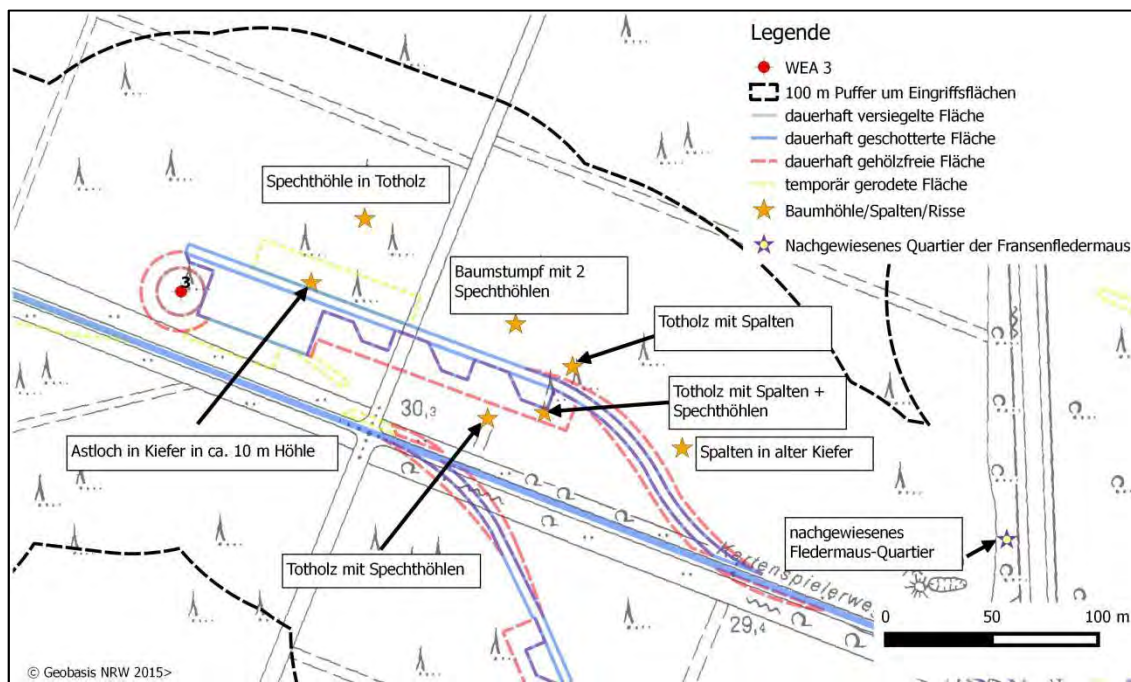 Legende
WEA 3
100 m Puffer um Eingriffsflächen
dauerhaft versiegelte Fläche
dauerhaft geschotterte Fläche
dauerhaft gehölzfreie Fläche
temporär gerodete Fläche
Baumhöhle/Spalten/Risse
Nachgewiesenes Quartier der Fransenfledermaus
Spechthöhle in Totholz
3
Baumstumpf mit 2
Spechthöhlen
Totholz mit Spalten
Totholz mit Spalten +
Spechthöhlen
30,3
Astloch in Kiefer in ca. 10 m Höhle
Spalten in alter Kiefer
nachgewiesenes
Fledermaus-Quartier
Totholz mit Spechthöhlen
Kartenspielerweg
29,4
0 50 100 m
© Geobasis NRW 2015>